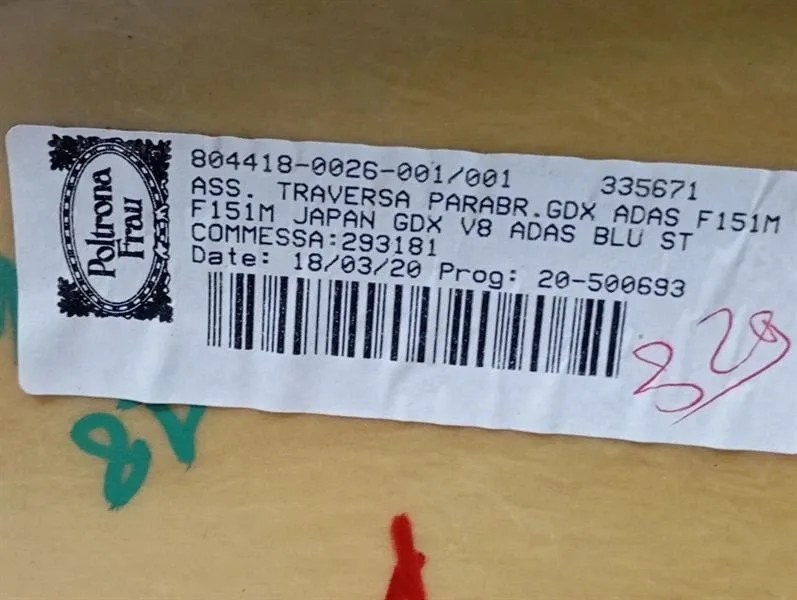 Poltrona
Frau
804418-0026-001/001 335671
ASS. TRAVERSA PARABR.GDX ADAS F151M
F151M JAPAN GDX V8 ADAS BLU ST
COMMESSA:293181
Date: 18/03/20 Prog: 20-500693